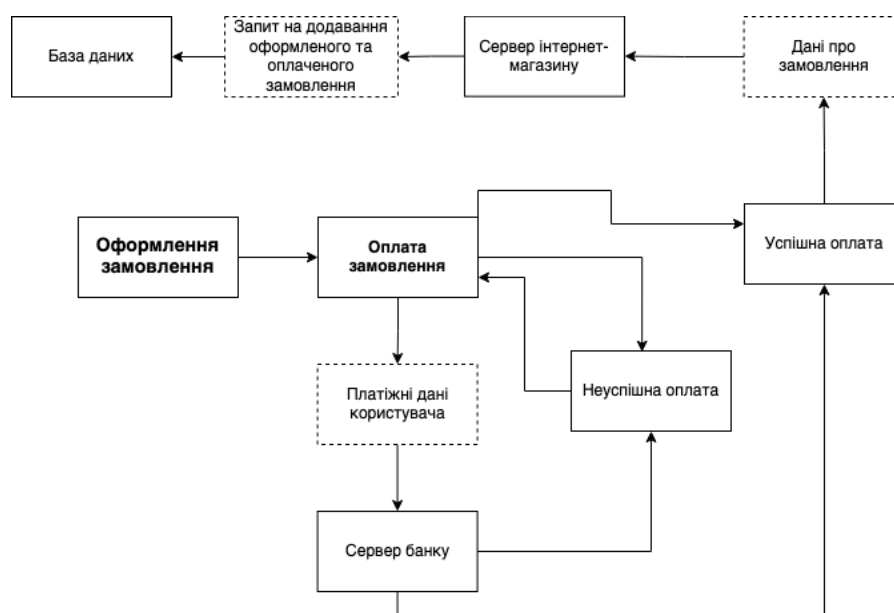 База даних
Запит на додавання
оформленого та
оплаченого
замовлення
Сервер інтернет-
магазину
Дані про
замовлення
Оформлення
замовлення
Оплата
замовлення
Успішна оплата
Платіжні дані
користувача
Неуспішна оплата
Сервер банку